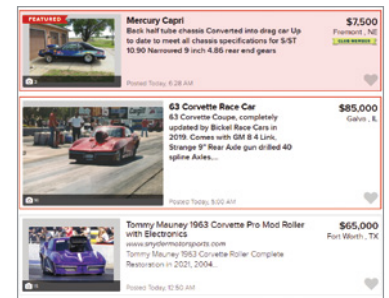 FEATURED
Mercury Capri
Back half tube chassis Converted into drag car Up
to date to meet all chassis specifications for S/ST
10.90 Narrowed 9 inch 4.86 rear end gears
Posted Today, 6:28 AM
$7,500
Fremont , NE
CLUB MEMBER
63 Corvette Race Car
63 Corvette Coupe, completely
updated by Bickel Race Cars in
2019. Comes with GM 8 4 Link,
Strange 9" Rear Axle gun drilled 40
spline Axles...
Posted Today, 5:00 AM
$85,000
Galva , IL
Tommy Mauney 1963 Corvette Pro Mod Roller
with Electronics
www.snydermotorsports.com
Tommy Mauney 1963 Corvette Roller Complete
Restoration in 2021, 2004...
Posted Today, 12:50 AM
$65,000
Fort Worth , TX